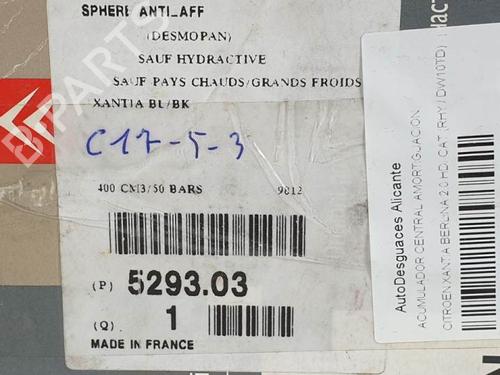 SPHERE ANTI_AFF
(DESMOPAN)
SAUF HYDRACTIVE
SAUF PAYS CHAUDS/GRANDS FROIDS
XANTIA BL/BK
C17-5-3
400 CM3/50 BARS 9812
(P) 5293.03
(Q) 1
MADE IN FRANCE
AutoDesguaces Alicante
ACUMULADOR CENTRAL AMORTIGUACION
CITROEN XANTIA BERLINA 2.0 HDI CAT (RHY / DW10TD)
BPARTS